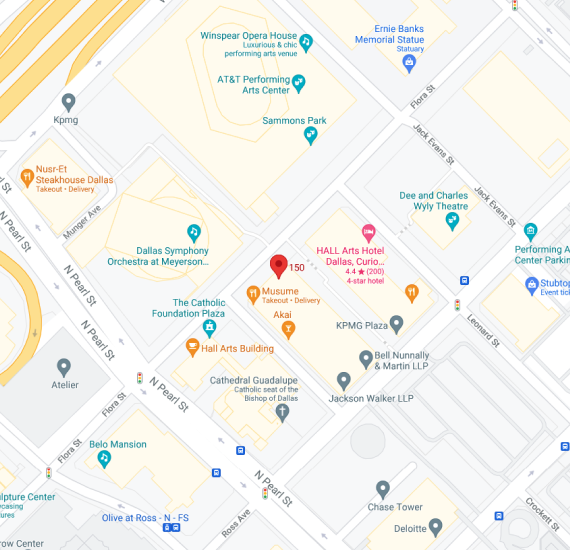 Winspear Opera House
Luxurious & chic
performing arts venue
Ernie Banks
Memorial Statue
Statuary
AT&T Performing
Arts Center
Kpmg
Flora St
Sammons Park
Jack Evans St
Nusr-Et
Steakhouse Dallas
Takeout • Delivery
l St
Munger Ave
Dee and Charles
Wyly Theatre
Jack Evans St
N Pearl St
Dallas Symphony
Orchestra at Meyerson...
HALL Arts Hotel
Dallas, Curio...
4.4 ★ (200)
4-star hotel
Performing A
Center Parkin
150
N Pearl St
Musume
Takeout • Delivery
Stubtop
Event tick
The Catholic
Foundation Plaza
Akai
KPMG Plaza
Leonard St
N Pearl St
Hall Arts Building
Bell Nunnally
& Martin LLP
Atelier
Cathedral Guadalupe
Catholic seat of the
Bishop of Dallas
Jackson Walker LLP
N Pearl St
Flora St
Belo Mansion
Flora St
N Pearl St
ulpture Center
casing
ures
Chase Tower
Olive at Ross - N - FS
Ross Ave
Deloitte
Crockett St
row Center